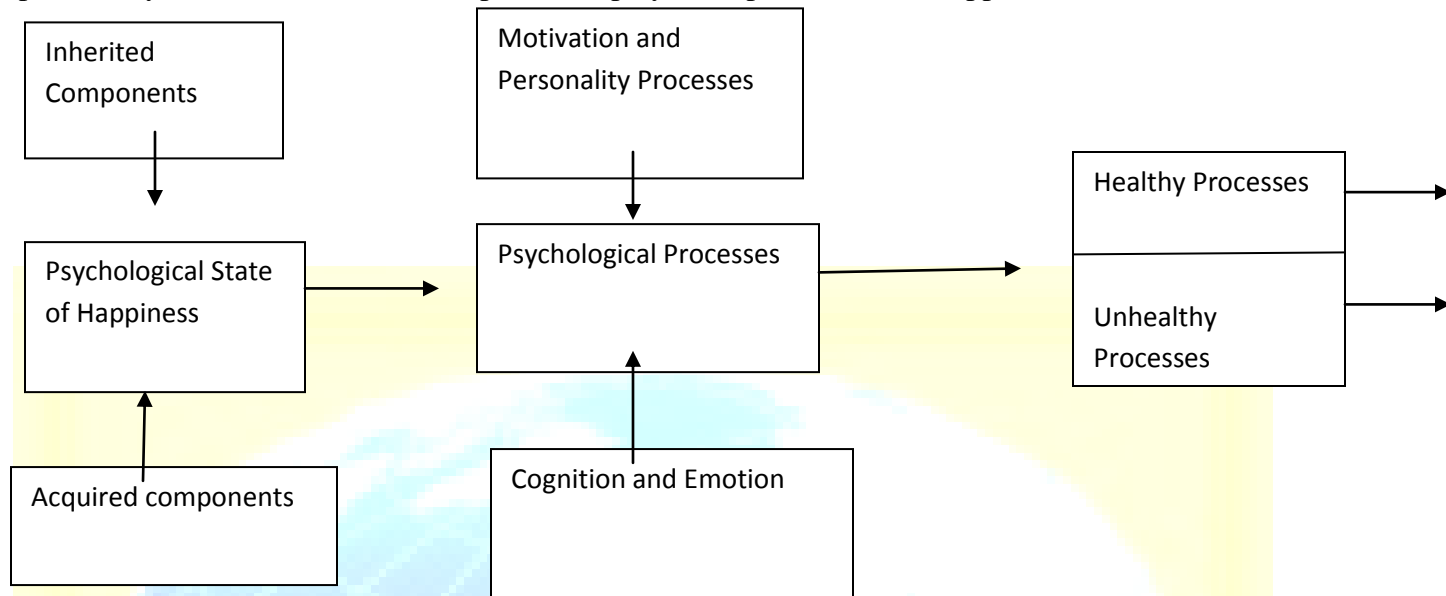 Inherited
Components
Motivation and
Personality Processes
Healthy Processes
Psychological State
of Happiness
Psychological Processes
Unhealthy
Processes
Acquired components
Cognition and Emotion